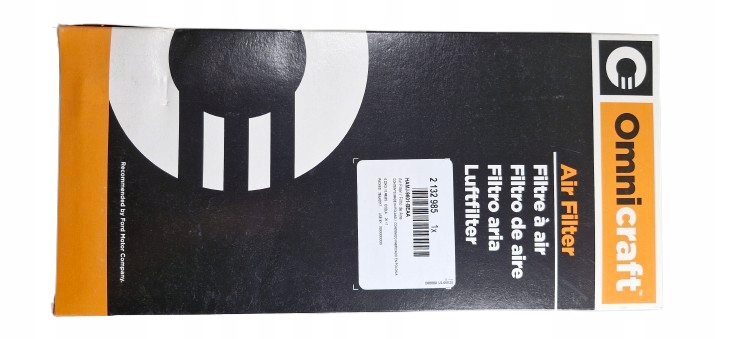 Omnicraft
Air Filter
Filtre à air
Filtro de aire
Filtro aria
Luftfilter
2 132 985 1x
Recommended by Ford Motor Company.